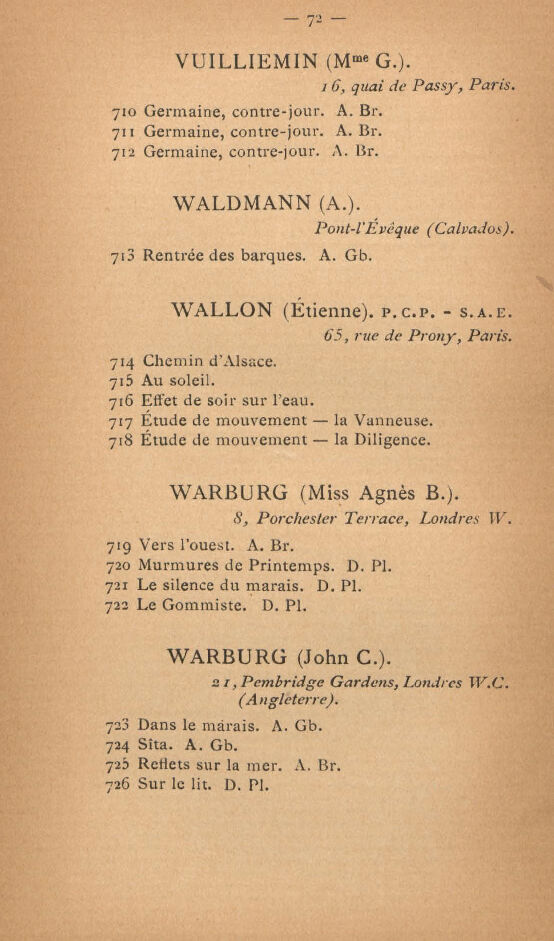 — 72 —
VUILLIEMIN (Mme G.).
16, quai de Passy, Paris.
710 Germaine, contre-jour. A. Br.
711 Germaine, contre-jour. A. Br.
712 Germaine, contre-jour. A. Br.
WALDMANN (A.).
Pont-l'Évêque (Calvados).
713 Rentrée des barques. A. Gb.
WALLON (Étienne). P.C.P. - S.A.E.
65, rue de Prony, Paris.
714 Chemin d'Alsace.
715 Au soleil.
716 Effet de soir sur l'eau.
717 Étude de mouvement — la Vanneuse.
718 Étude de mouvement — la Diligence.
WARBURG (Miss Agnès B.).
8, Porchester Terrace, Londres W.
719 Vers l'ouest. A. Br.
720 Murmures de Printemps. D. Pl.
721 Le silence du marais. D. Pl.
722 Le Gommiste. D. Pl.
WARBURG (John C.).
21, Pembridge Gardens, Londres W.C.
(Angleterre).
723 Dans le marais. A. Gb.
724 Sîta. A. Gb.
725 Reflets sur la mer. A. Br.
726 Sur le lit. D. Pl.